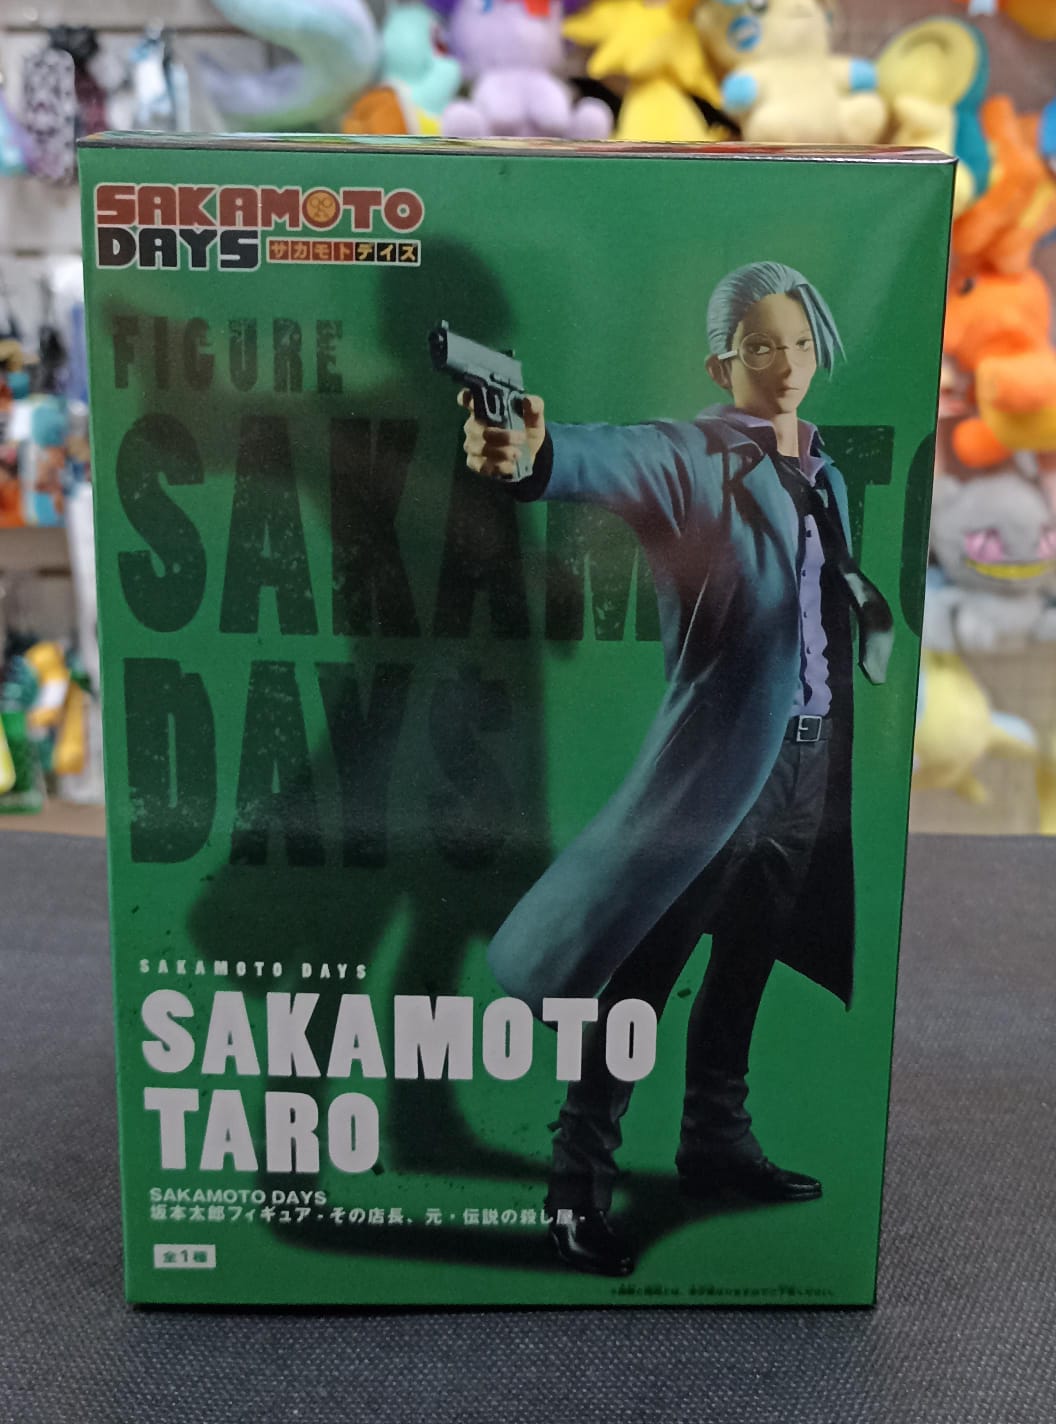 SAKAMOTO
DAYS サカモトデイズ
FIGURE
SAKAMOTO
DAYS
SAKAMOTO DAYS
SAKAMOTO
TARO
SAKAMOTO DAYS
坂本太郎フィギュア - その店長、元・伝説の殺し屋 -
全1種